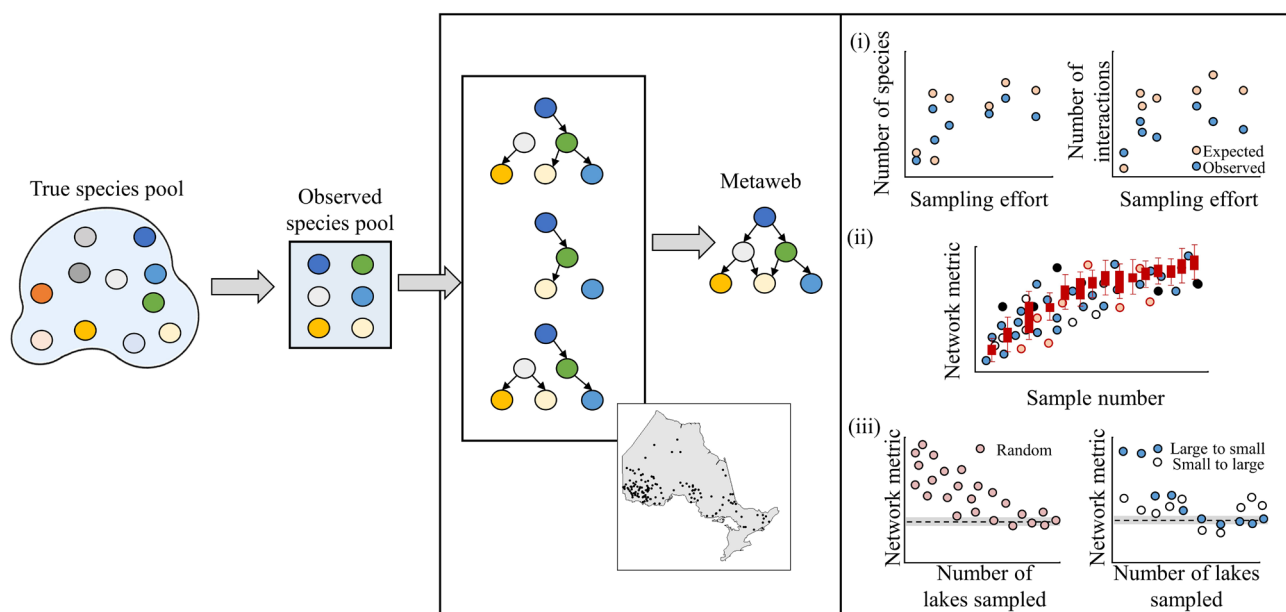 True species pool
Observed
species pool
Metaweb
(i)
Number of species
Sampling effort
Number of
interactions
Expected
Observed
Sampling effort
(ii)
Network metric
Sample number
(iii)
Network metric
Random
Number of
lakes sampled
Network metric
Large to small
Small to large
Number of lakes
sampled